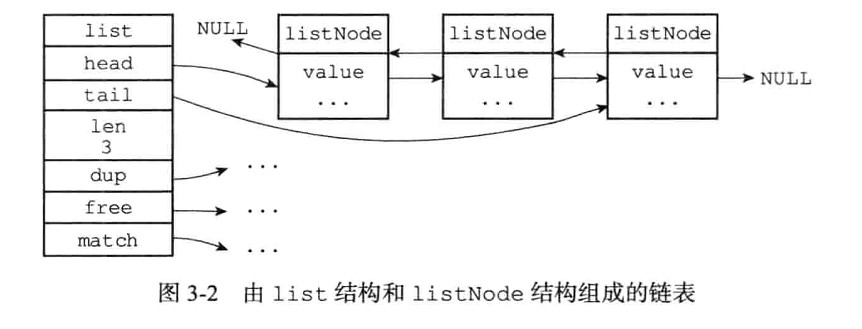 list
head
tail
len
3
dup
free
match
NULL
listNode
value
...
listNode
value
...
listNode
value
...
NULL
...
...
...
图 3-2 由 list 结构和 listNode 结构组成的链表